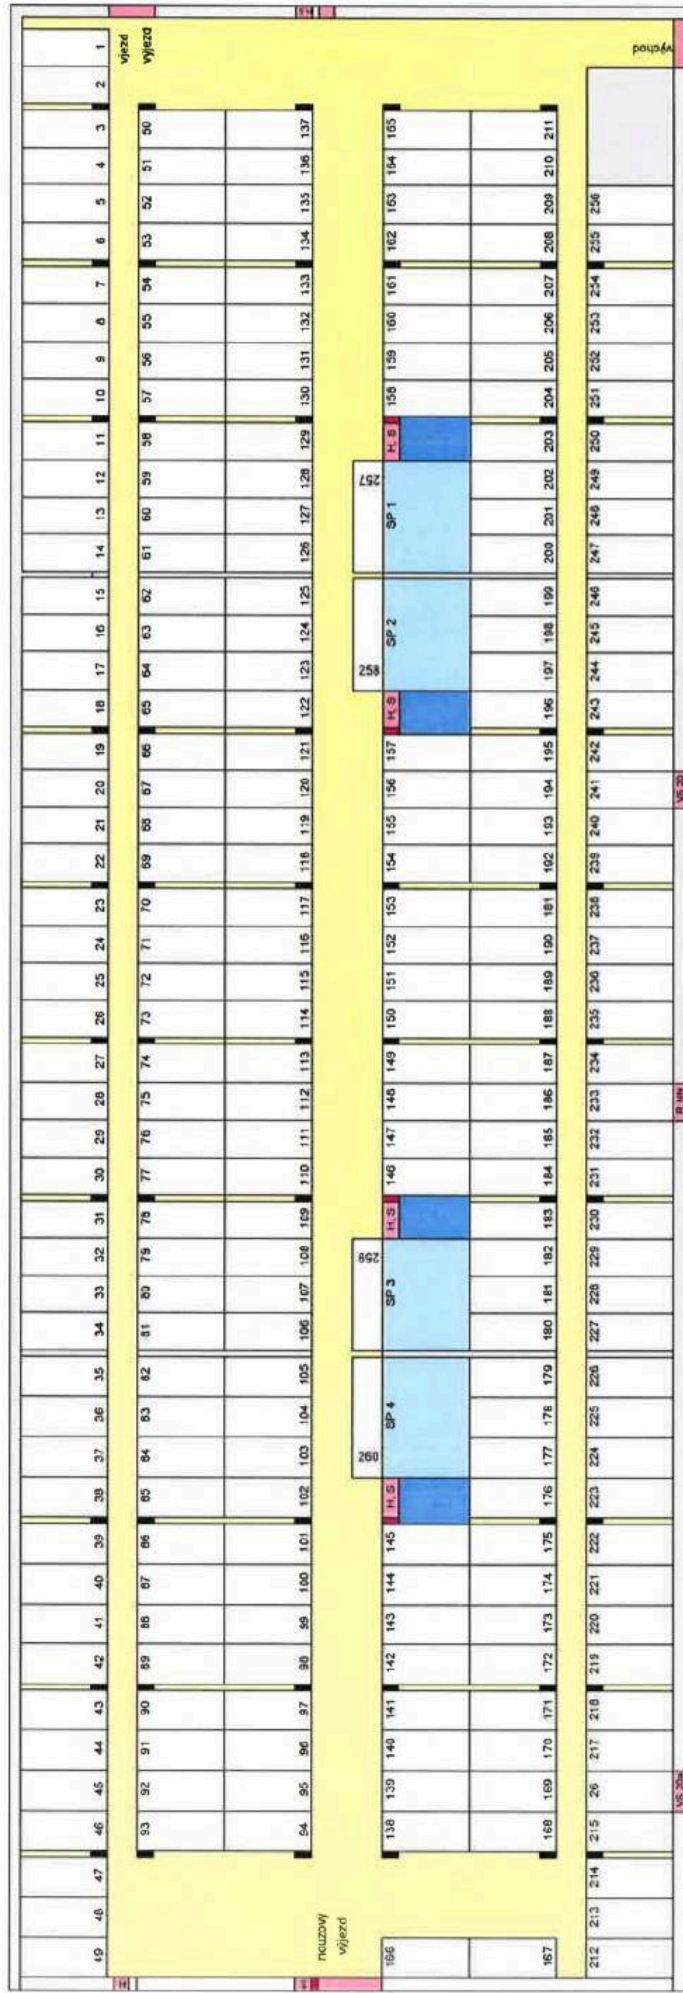 49 48 47 46 45 44 43 42 41 40 39 38 37 36 35 34 33 32 31 30 29 28 27 26 25 24 23 22 21 20 19 18 17 16 15 14 13 12 11 10 9 8 7 6 5 4 3 2 1
vjezd
výjezd
93 92 91 90 89 88 87 86 85 84 83 82 81 80 79 78 77 76 75 74 73 72 71 70 69 68 67 66 65 64 63 62 61 60 59 58 57 56 55 54 53 52 51 50
94 95 96 97 98 99 100 101 102 103 104 105 106 107 108 109 110 111 112 113 114 115 116 117 118 119 120 121 122 123 124 125 126 127 128 129 130 131 132 133 134 135 136 137
nouzový
výjezd
260 259 258 257
166 138 139 140 141 142 143 144 145 H, S SP 4 SP 3 H, S 146 147 148 149 150 151 152 153 154 155 156 157 H, S SP 2 SP 1 H, S 158 159 160 161 162 163 164 165
167 168 169 170 171 172 173 174 175 176 177 178 179 180 181 182 183 184 185 186 187 188 189 190 181 192 193 194 195 196 197 198 199 200 201 202 203 204 205 206 207 208 209 210 211
212 213 214 215 26 217 218 219 220 221 222 223 224 225 226 227 228 229 230 231 232 233 234 235 236 237 238 239 240 241 242 243 244 245 246 247 248 249 250 251 252 253 254 255 256
východ